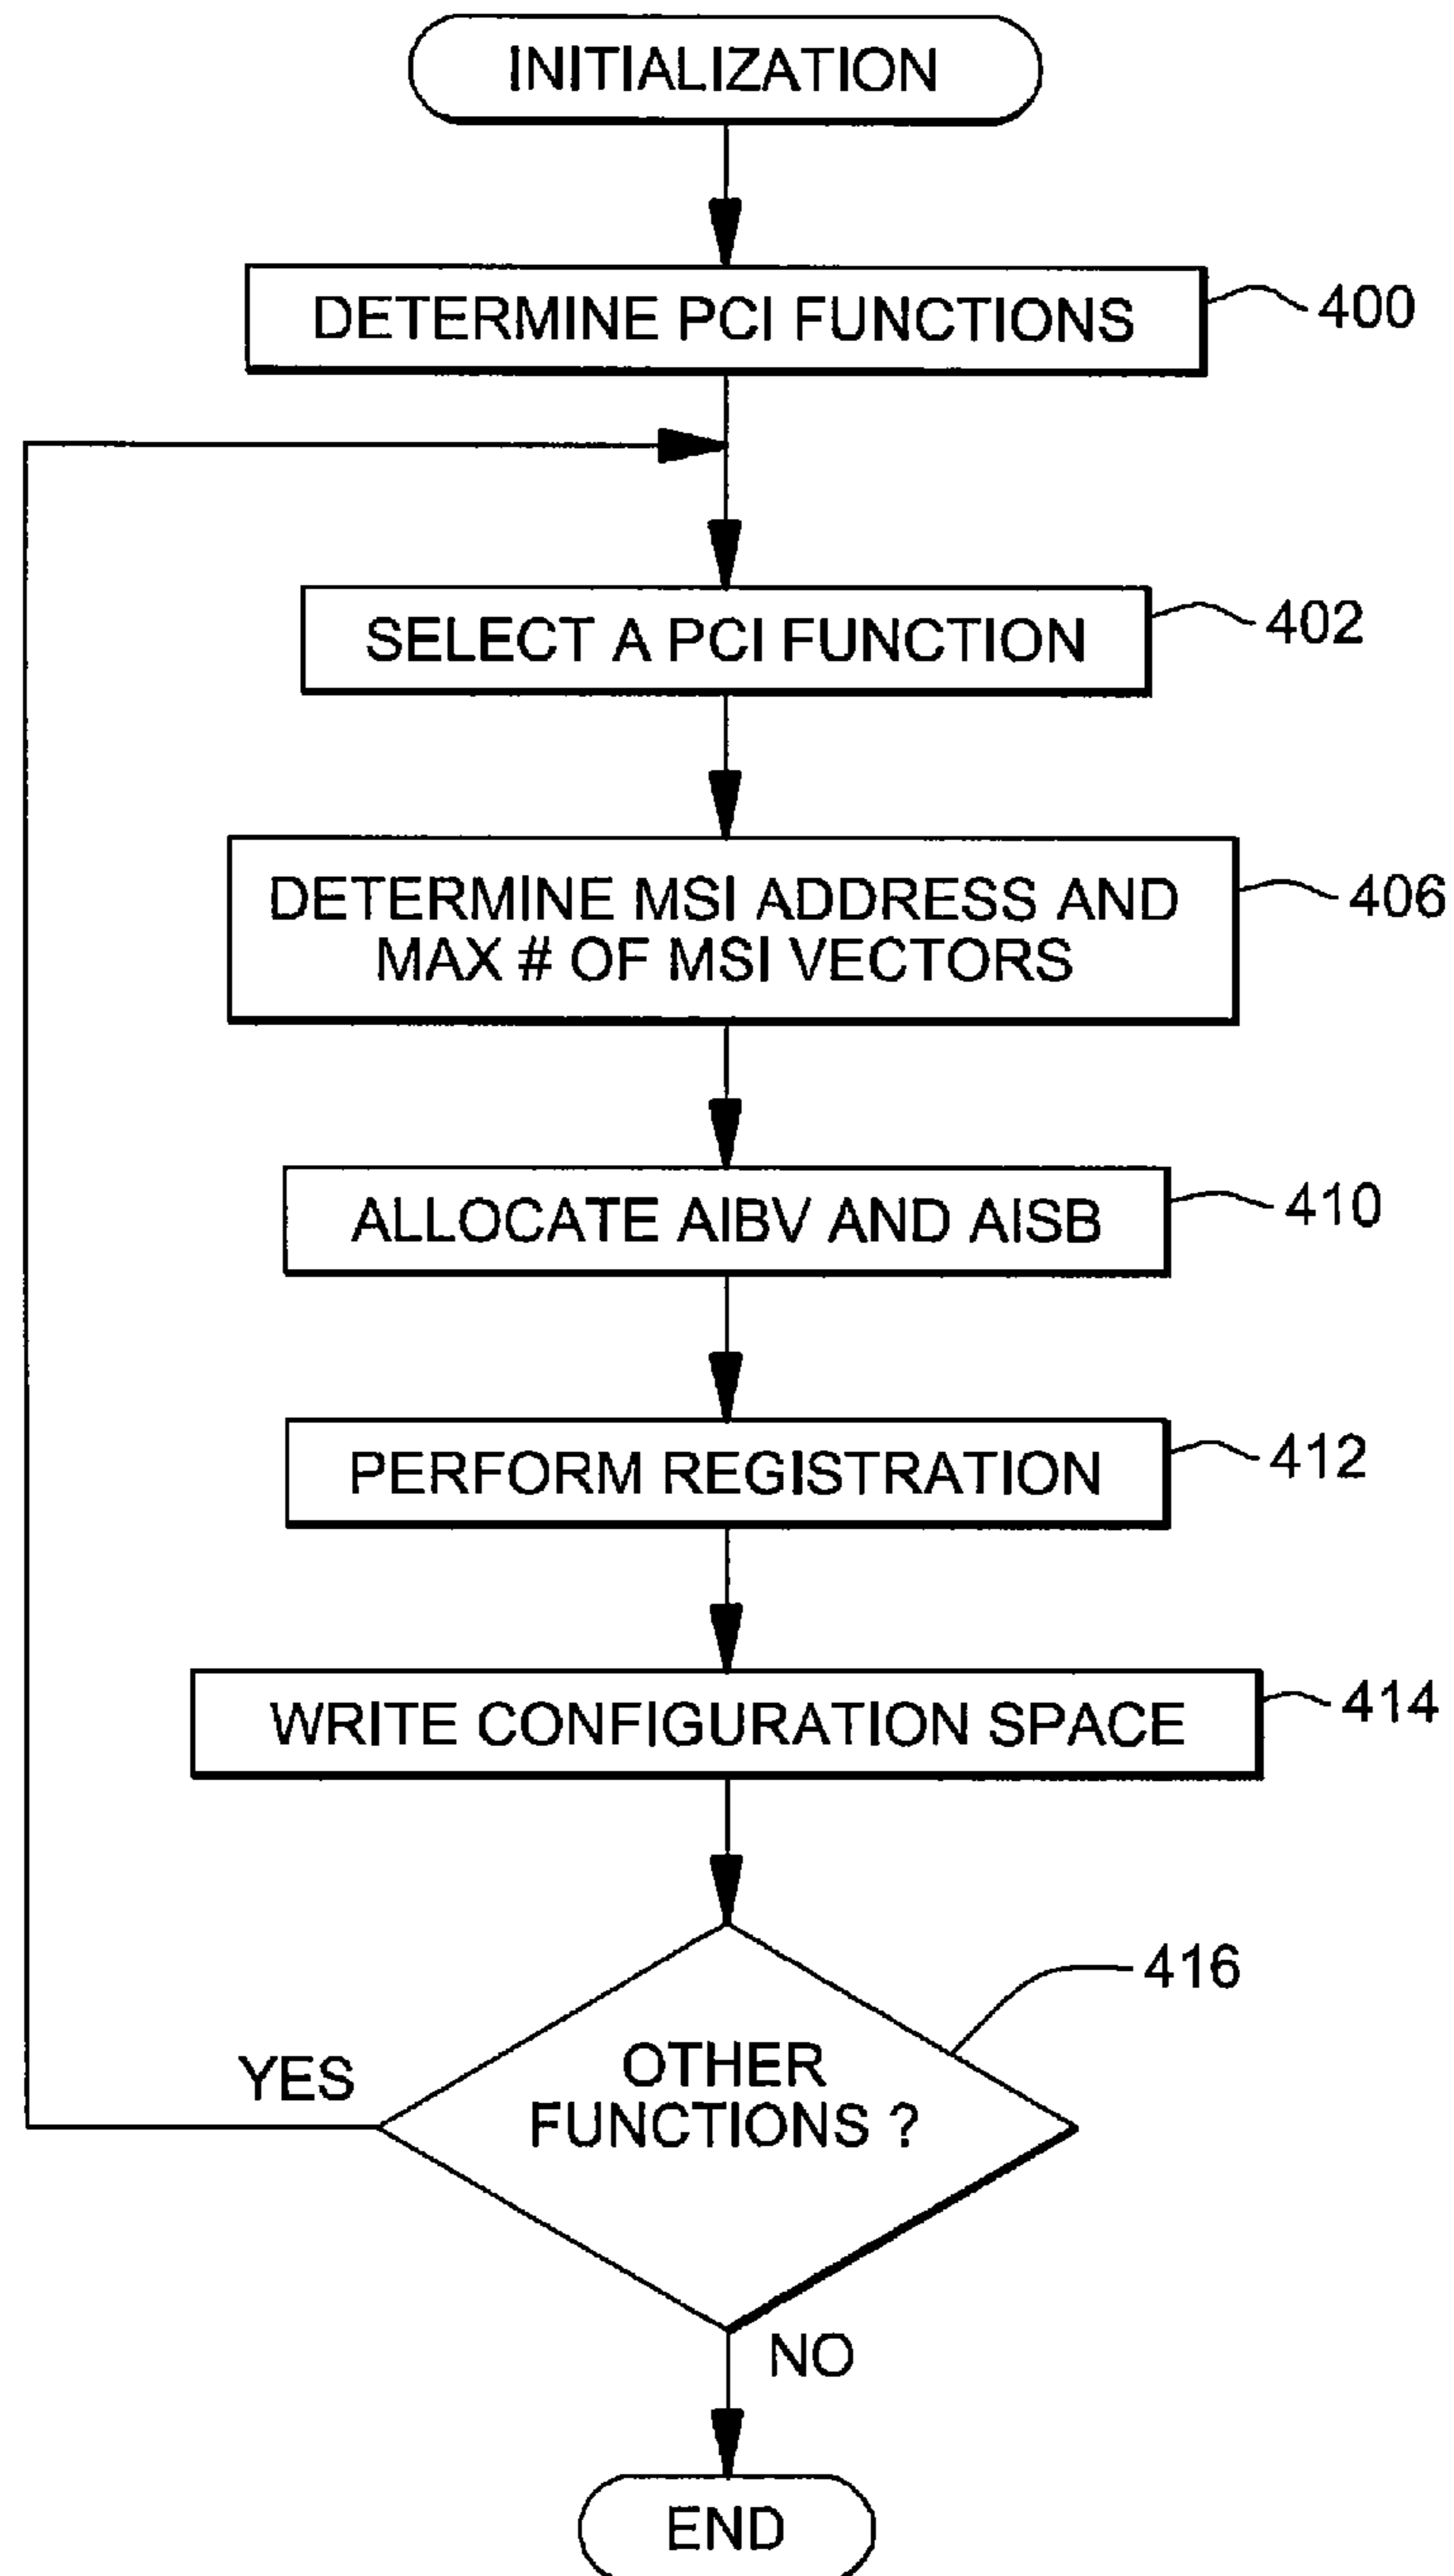 INITIALIZATION
DETERMINE PCI FUNCTIONS
400
SELECT A PCI FUNCTION
402
DETERMINE MSI ADDRESS AND
MAX # OF MSI VECTORS
406
ALLOCATE AIBV AND AISB
410
PERFORM REGISTRATION
412
WRITE CONFIGURATION SPACE
414
416
OTHER
FUNCTIONS ?
YES
NO
END